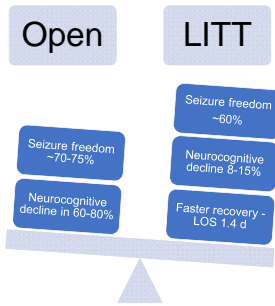 Open
LITT
Seizure freedom
~70-75%
Neurocognitive
decline in 60-80%
Seizure freedom
~60%
Neurocognitive
decline 8-15%
Faster recovery -
LOS 1.4 d